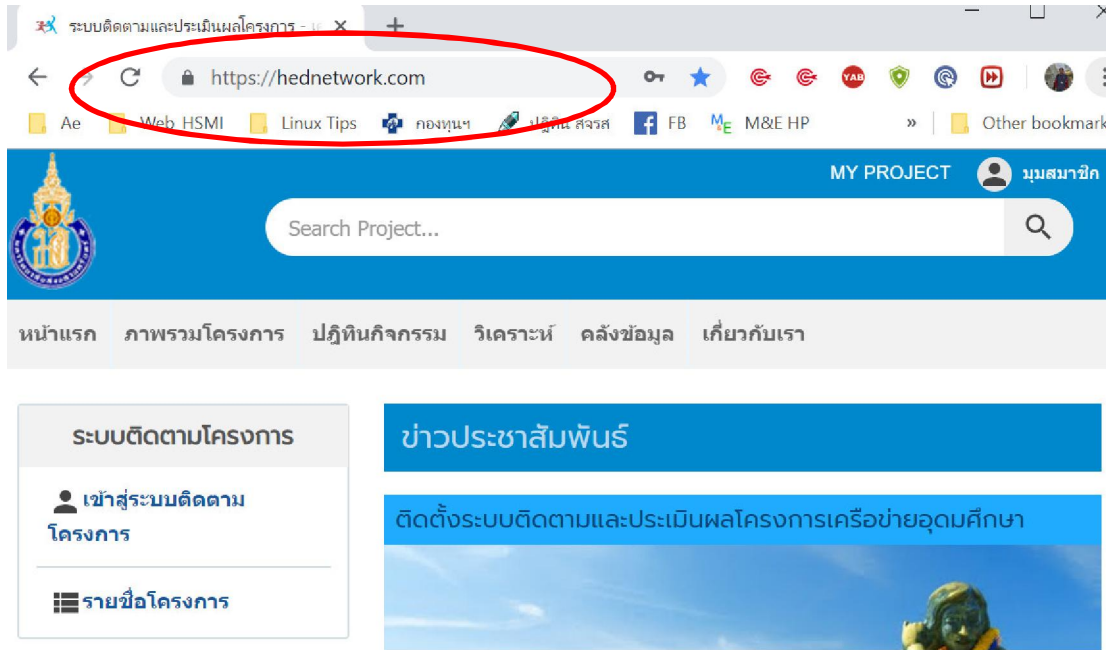 ระบบติดตามและประเมินผลโครงการ - เค
https://hednetwork.com
YAB
Ae Web HSMI Linux Tips กองทุนฯ ปฏิทิน สจรส FB M&E HP » Other bookmark
MY PROJECT มุมสมาชิก
Search Project...
หน้าแรก ภาพรวมโครงการ ปฎิทินกิจกรรม วิเคราะห์ คลังข้อมูล เกี่ยวกับเรา
ระบบติดตามโครงการ
ข่าวประชาสัมพันธ์
เข้าสู่ระบบติดตาม
โครงการ
รายชื่อโครงการ
ติดตั้งระบบติดตามและประเมินผลโครงการเครือข่ายอุดมศึกษา